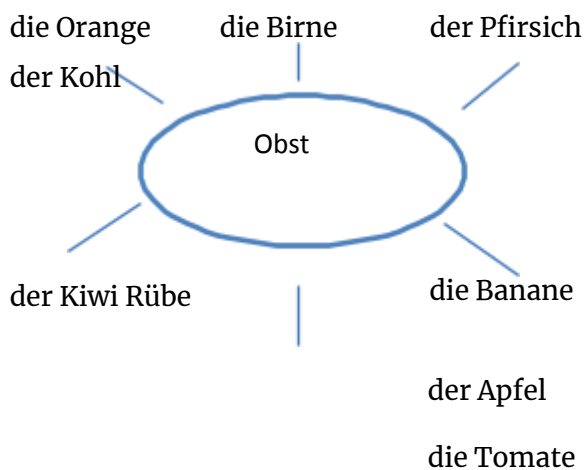 die Orange die Birne der Pfirsich
der Kohl
Obst
der Kiwi Rübe die Banane
der Apfel
die Tomate